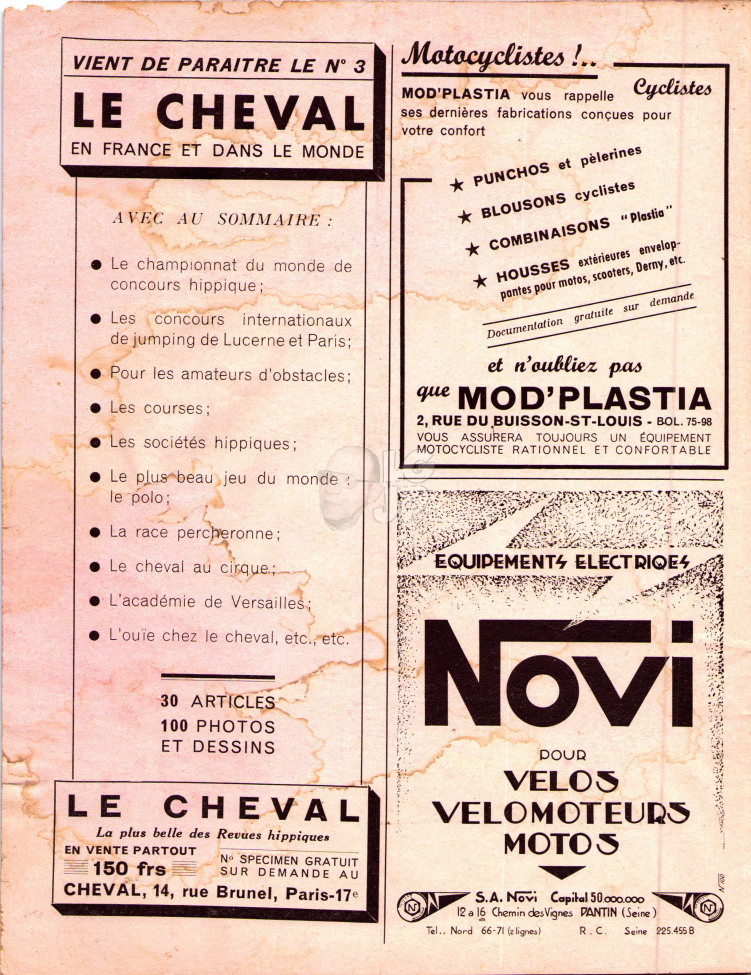 VIENT DE PARAITRE LE N° 3
LE CHEVAL
EN FRANCE ET DANS LE MONDE
AVEC AU SOMMAIRE :
● Le championnat du monde de
concours hippique ;
● Les concours internationaux
de jumping de Lucerne et Paris;
● Pour les amateurs d'obstacles;
● Les courses ;
● Les sociétés hippiques ;
● Le plus beau jeu du monde :
le polo ;
● La race percheronne ;
● Le cheval au cirque ;
● L'académie de Versailles ;
● L'ouïe chez le cheval, etc., etc.
30 ARTICLES
100 PHOTOS
ET DESSINS
LE CHEVAL
La plus belle des Revues hippiques
EN VENTE PARTOUT
150 frs
N° SPECIMEN GRATUIT
SUR DEMANDE AU
CHEVAL, 14, rue Brunel, Paris-17e
Motocyclistes !..
Cyclistes
MOD'PLASTIA vous rappelle
ses dernières fabrications conçues pour
votre confort
★ PUNCHOS et pèlerines
★ BLOUSONS cyclistes
★ COMBINAISONS "Plastia"
★ HOUSSES extérieures envelop-
pantes pour motos, scooters, Derny, etc.
Documentation gratuite sur demande
et n'oubliez pas
que MOD'PLASTIA
2, RUE DU BUISSON-ST-LOUIS - BOL. 75-98
VOUS ASSURERA TOUJOURS UN ÉQUIPEMENT
MOTOCYCLISTE RATIONNEL ET CONFORTABLE
EQUIPEMENTS ELECTRIQES
NOVI
POUR
VELOS
VELOMOTEURS
MOTOS
S.A. NOVI Capital 50.000.000
12 a 16 Chemin des Vignes PANTIN (Seine)
Tel.. Nord 66-71 (2 lignes) R.C. Seine 225.455 B